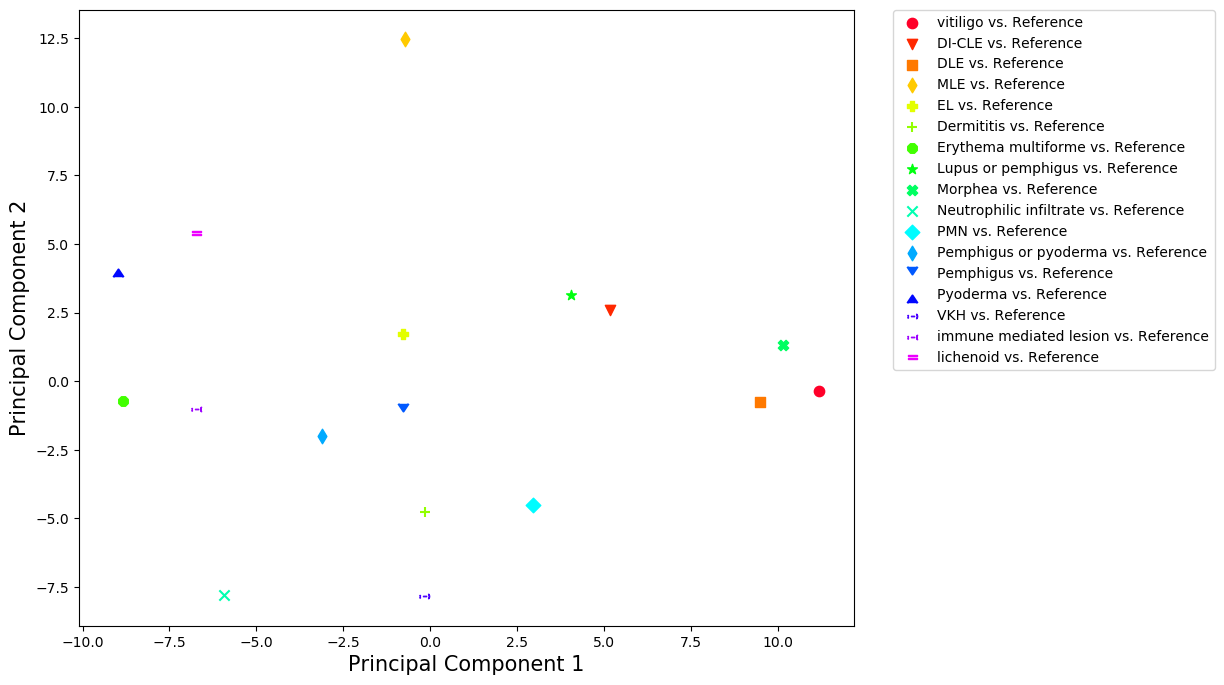 12.5
10.0
7.5
5.0
2.5
0.0
−2.5
−5.0
−7.5
Principal Component 2
−10.0 −7.5 −5.0 −2.5 0.0 2.5 5.0 7.5 10.0
Principal Component 1
vitiligo vs. Reference
DI-CLE vs. Reference
DLE vs. Reference
MLE vs. Reference
EL vs. Reference
Dermititis vs. Reference
Erythema multiforme vs. Reference
Lupus or pemphigus vs. Reference
Morphea vs. Reference
Neutrophilic infiltrate vs. Reference
PMN vs. Reference
Pemphigus or pyoderma vs. Reference
Pemphigus vs. Reference
Pyoderma vs. Reference
VKH vs. Reference
immune mediated lesion vs. Reference
lichenoid vs. Reference